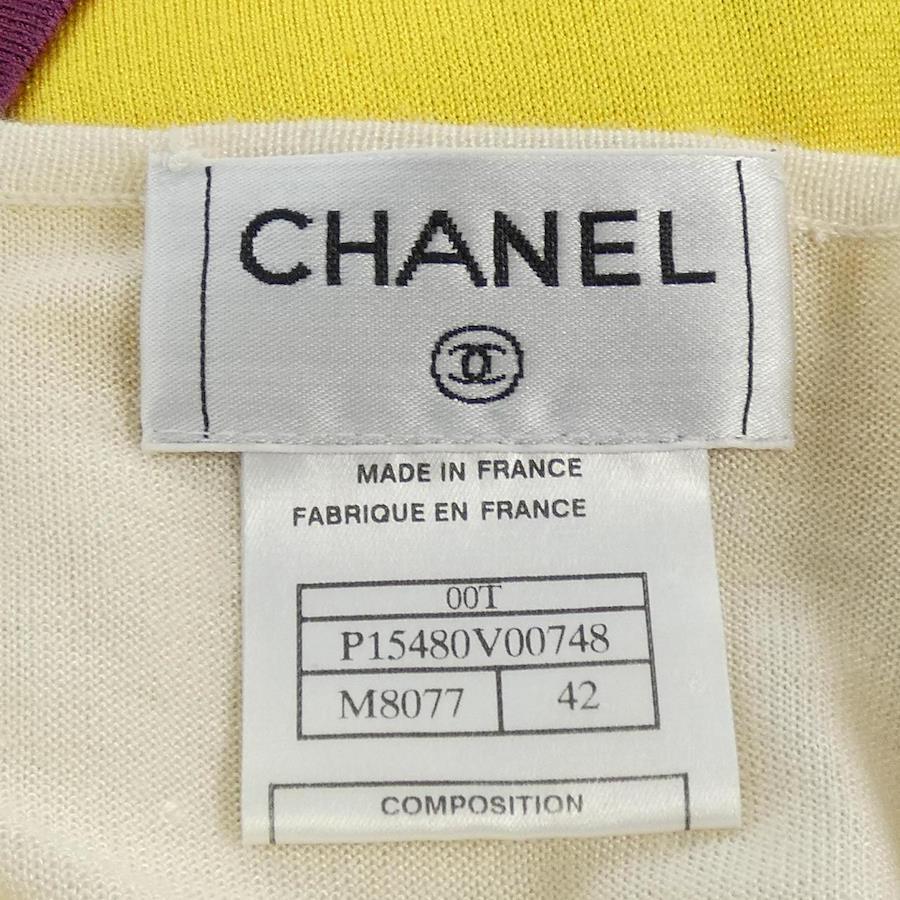 CHANEL
MADE IN FRANCE
FABRIQUE EN FRANCE
00T
P15480V00748
M8077 42
COMPOSITION